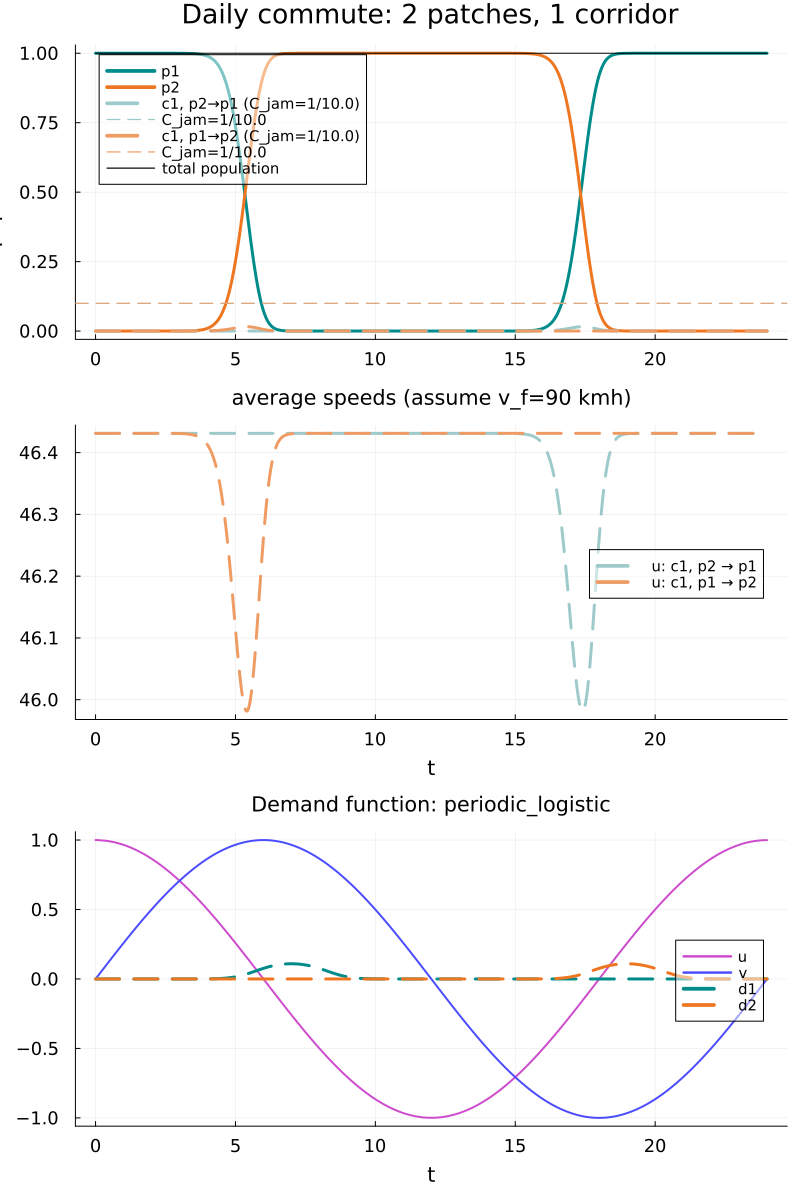 Daily commute: 2 patches, 1 corridor
1.00
0.75
0.50
0.25
0.00
p1
p2
c1, p2→p1 (C_jam=1/10.0)
C_jam=1/10.0
c1, p1→p2 (C_jam=1/10.0)
C_jam=1/10.0
total population
0 5 10 15 20
average speeds (assume v_f=90 kmh)
46.4
46.3
46.2
46.1
46.0
u: c1, p2 → p1
u: c1, p1 → p2
0 5 10 15 20
t
Demand function: periodic_logistic
1.0
0.5
0.0
−0.5
−1.0
u
v
d1
d2
0 5 10 15 20
t